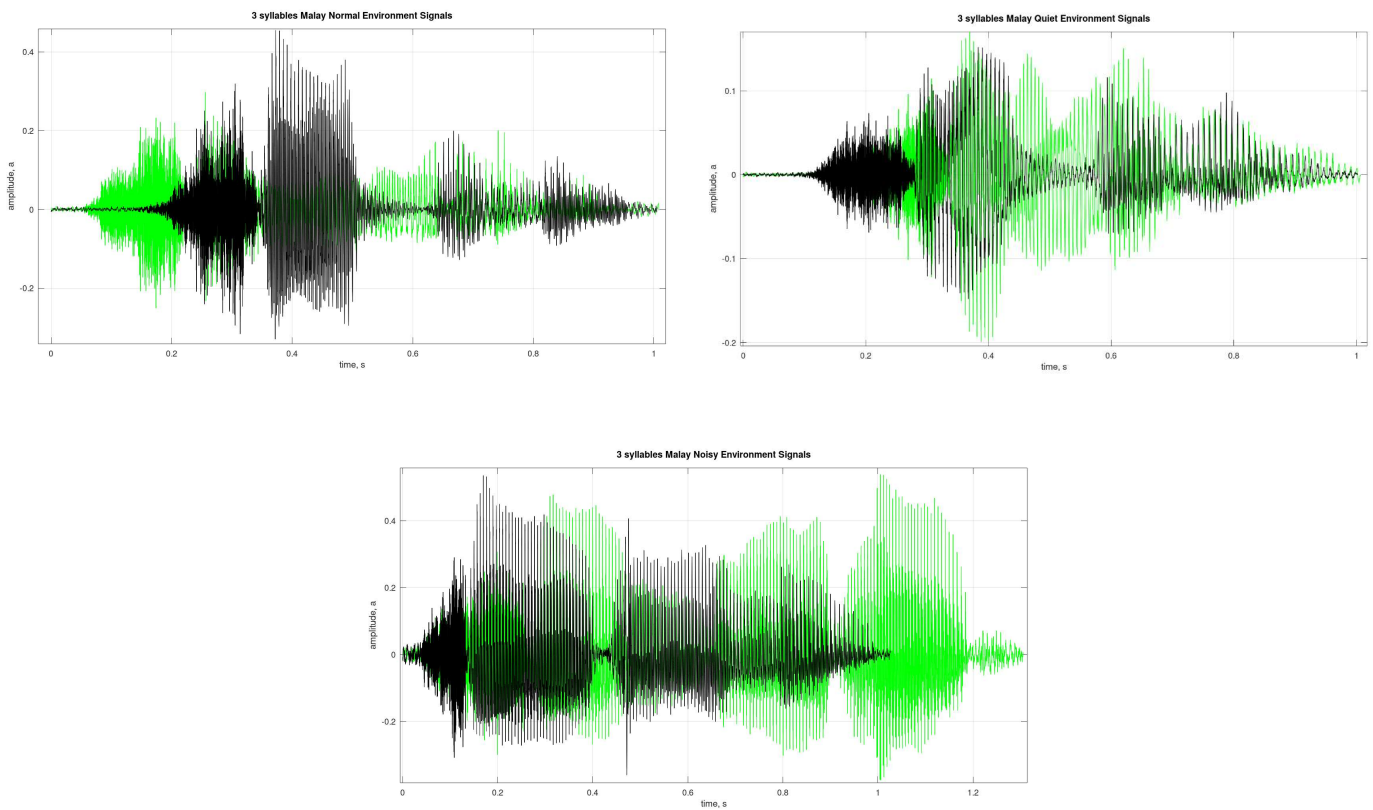 3 syllables Malay Normal Environment Signals
0.4
0.2
0
-0.2
amplitude, a
0 0.2 0.4 0.6 0.8 1
time, s
3 syllables Malay Quiet Environment Signals
0.1
0
-0.1
-0.2
amplitude, a
0 0.2 0.4 0.6 0.8 1
time, s
3 syllables Malay Noisy Environment Signals
0.4
0.2
0
-0.2
amplitude, a
0 0.2 0.4 0.6 0.8 1 1.2
time, s